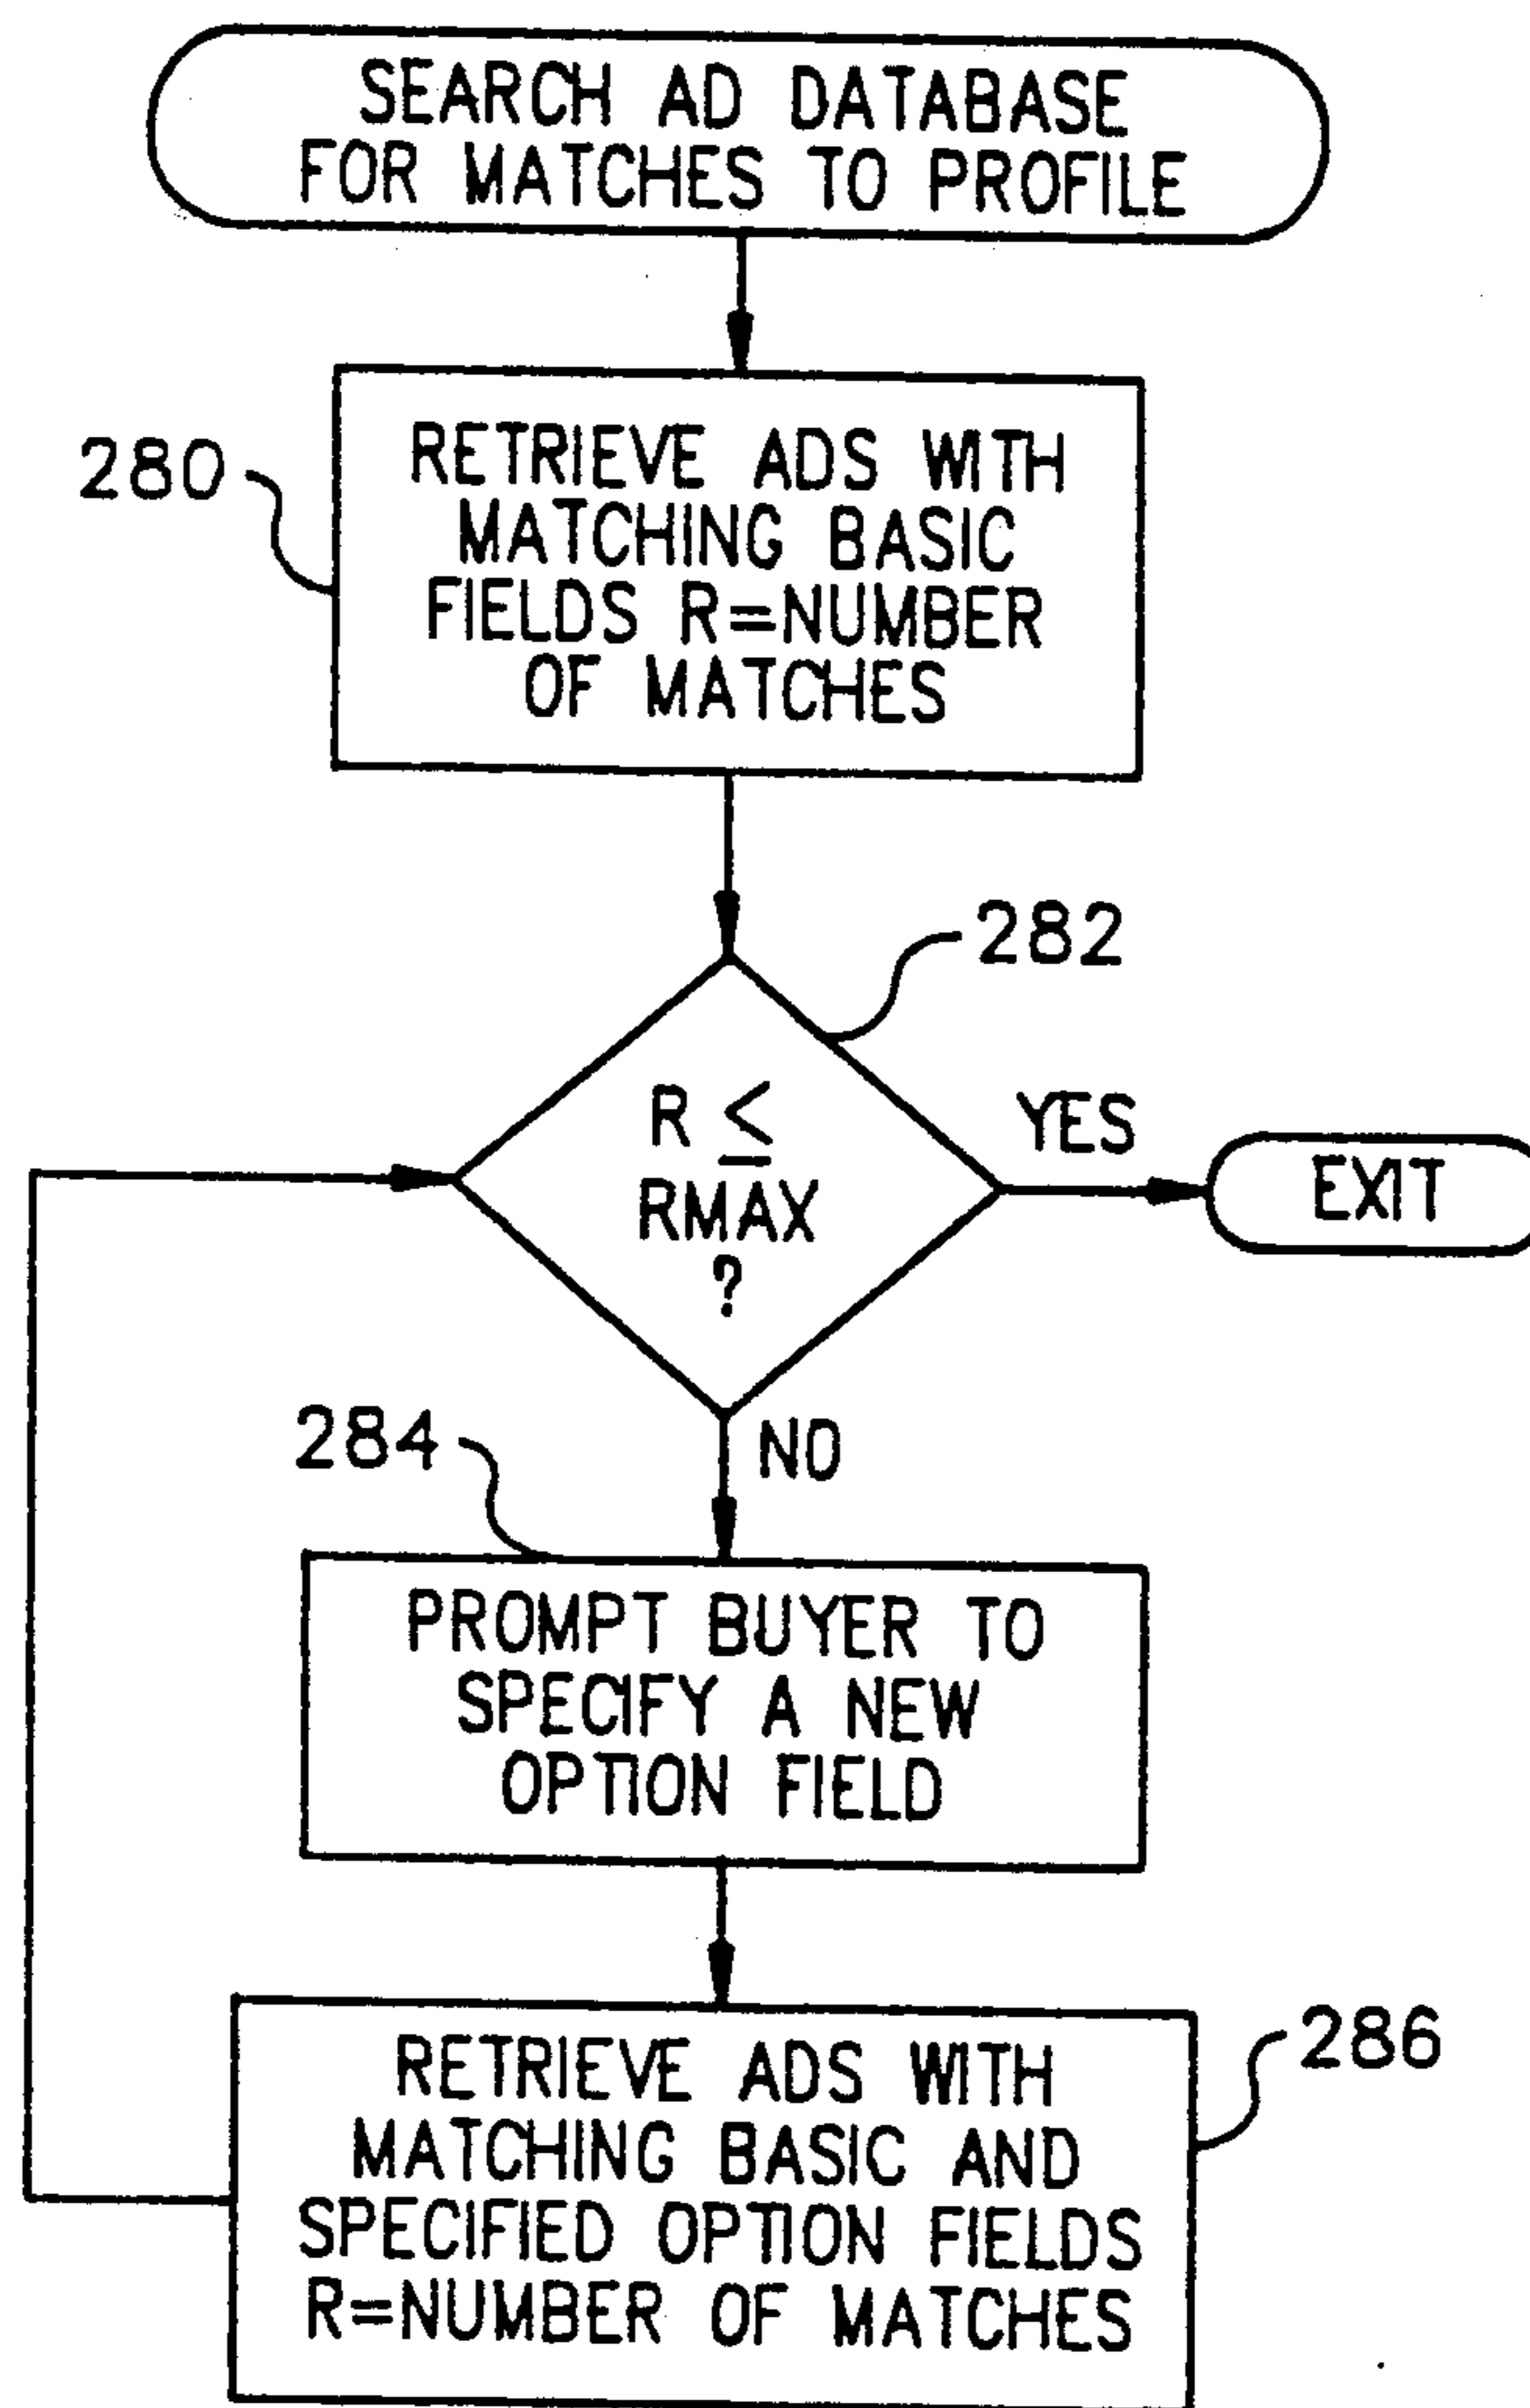 SEARCH AD DATABASE
FOR MATCHES TO PROFILE
280
RETRIEVE ADS WITH
MATCHING BASIC
FIELDS R=NUMBER
OF MATCHES
282
R ≤
RMAX
?
YES
EXIT
NO
284
PROMPT BUYER TO
SPECIFY A NEW
OPTION FIELD
286
RETRIEVE ADS WITH
MATCHING BASIC AND
SPECIFIED OPTION FIELDS
R=NUMBER OF MATCHES